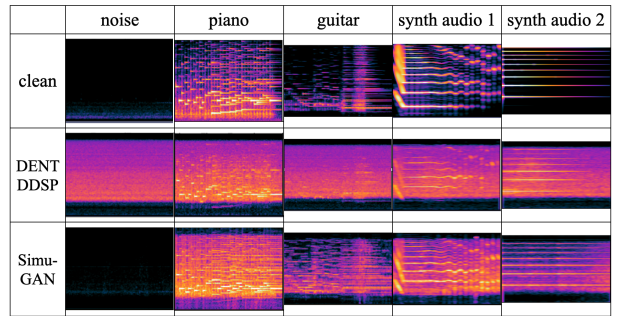 noise piano guitar synth audio 1 synth audio 2
clean
DENT
DDSP
Simu-
GAN